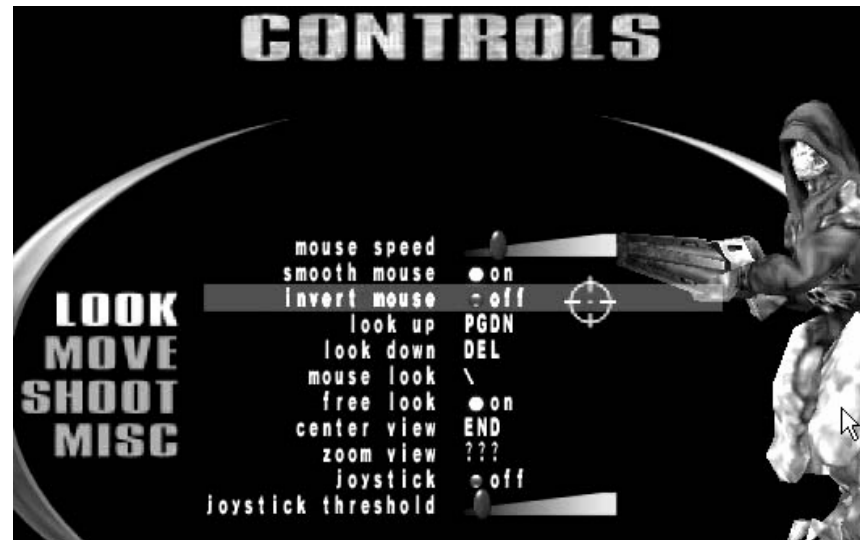 CONTROLS
LOOK
MOVE
SHOOT
MISC
mouse speed
smooth mouse on
invert mouse off
look up PGDN
look down DEL
mouse look \
free look on
center view END
zoom view ???
joystick off
joystick threshold